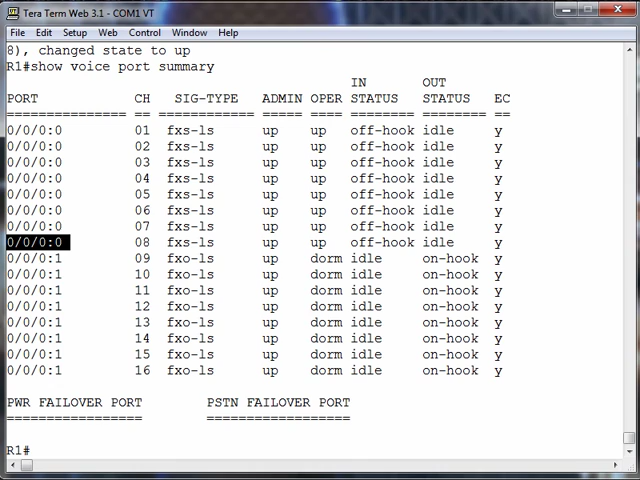 Tera Term Web 3.1 - COM1 VT
File Edit Setup Web Control Window Help
8), changed state to up
R1#show voice port summary
IN OUT
PORT CH SIG-TYPE ADMIN OPER STATUS STATUS EC
=============== == ============ ===== ==== ======== ======== ==
0/0/0:0 01 fxs-ls up up off-hook idle y
0/0/0:0 02 fxs-ls up up off-hook idle y
0/0/0:0 03 fxs-ls up up off-hook idle y
0/0/0:0 04 fxs-ls up up off-hook idle y
0/0/0:0 05 fxs-ls up up off-hook idle y
0/0/0:0 06 fxs-ls up up off-hook idle y
0/0/0:0 07 fxs-ls up up off-hook idle y
0/0/0:0 08 fxs-ls up up off-hook idle y
0/0/0:1 09 fxo-ls up dorm idle on-hook y
0/0/0:1 10 fxo-ls up dorm idle on-hook y
0/0/0:1 11 fxo-ls up dorm idle on-hook y
0/0/0:1 12 fxo-ls up dorm idle on-hook y
0/0/0:1 13 fxo-ls up dorm idle on-hook y
0/0/0:1 14 fxo-ls up dorm idle on-hook y
0/0/0:1 15 fxo-ls up dorm idle on-hook y
0/0/0:1 16 fxo-ls up dorm idle on-hook y
PWR FAILOVER PORT PSTN FAILOVER PORT
================= ==================
R1#